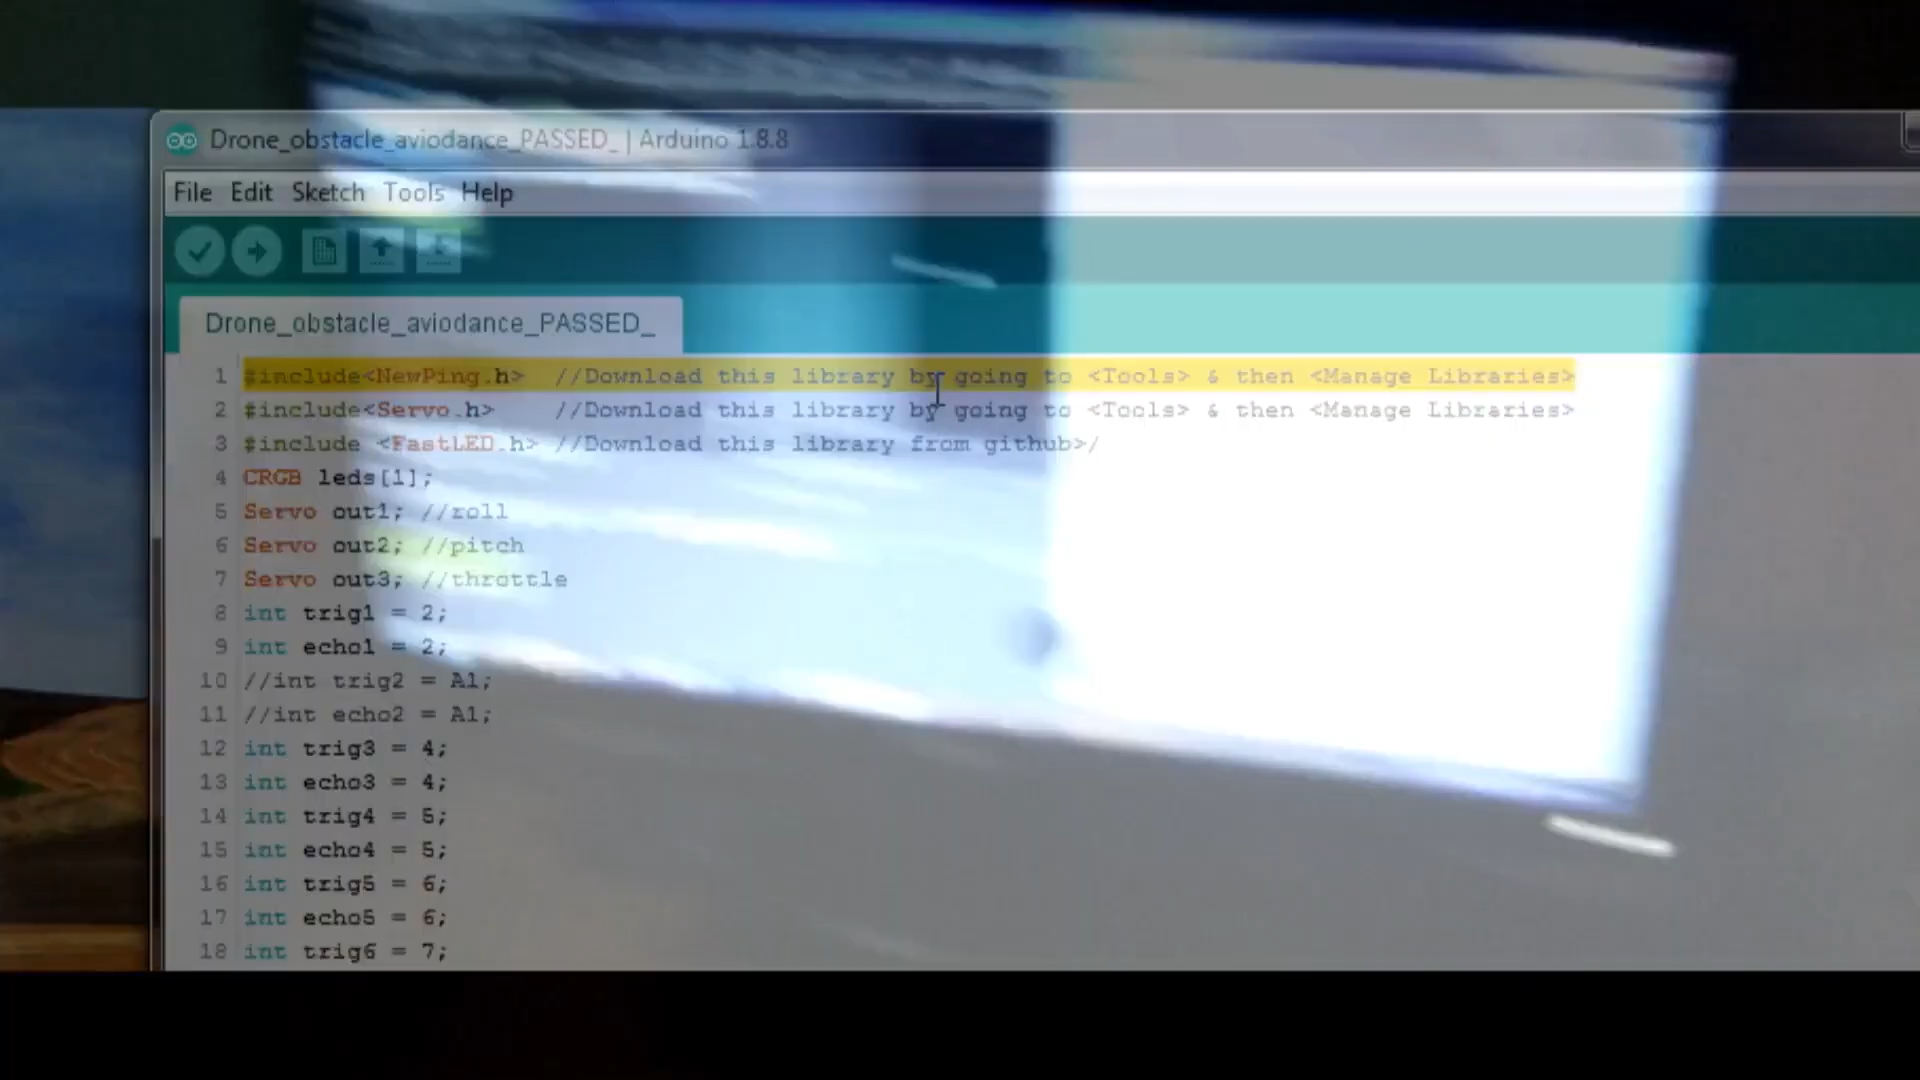 Drone_obstacle_aviodance_PASSED_ | Arduino 1.8.8
File Edit Sketch Tools Help
Drone_obstacle_aviodance_PASSED_
1 #include<NewPing.h> //Download this library by going to <Tools> & then <Manage Libraries>
2 #include<Servo.h> //Download this library by going to <Tools> & then <Manage Libraries>
3 #include <FastLED.h> //Download this library from github>/
4 CRGB leds[1];
5 Servo out1; //roll
6 Servo out2; //pitch
7 Servo out3; //throttle
8 int trig1 = 2;
9 int echo1 = 2;
10 //int trig2 = A1;
11 //int echo2 = A1;
12 int trig3 = 4;
13 int echo3 = 4;
14 int trig4 = 5;
15 int echo4 = 5;
16 int trig5 = 6;
17 int echo5 = 6;
18 int trig6 = 7;